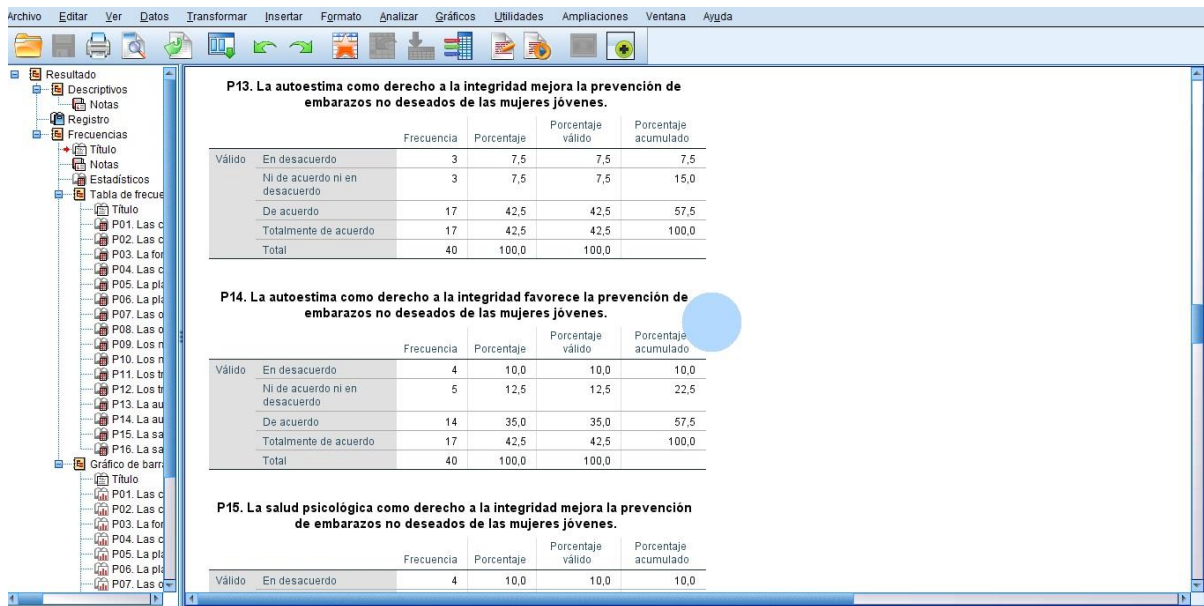 Archivo Editar Ver Datos Transformar Insertar Formato Analizar Gráficos Utilidades Ampliaciones Ventana Ayuda
Resultado
Descriptivos
Notas
Registro
Frecuencias
Título
Notas
Estadísticos
Tabla de frecue
Título
P01. Las c
P02. Las c
P03. La for
P04. Las c
P05. La pla
P06. La pla
P07. Las o
P08. Las o
P09. Los n
P10. Los n
P11. Los tr
P12. Los tr
P13. La au
P14. La au
P15. La sa
P16. La sa
Gráfico de barr
Título
P01. Las c
P02. Las c
P03. La for
P04. Las c
P05. La pla
P06. La pla
P07. Las o
P13. La autoestima como derecho a la integridad mejora la prevención de
embarazos no deseados de las mujeres jóvenes.
Frecuencia Porcentaje Porcentaje válido Porcentaje acumulado
Válido En desacuerdo 3 7,5 7,5 7,5
Ni de acuerdo ni en desacuerdo 3 7,5 7,5 15,0
De acuerdo 17 42,5 42,5 57,5
Totalmente de acuerdo 17 42,5 42,5 100,0
Total 40 100,0 100,0
P14. La autoestima como derecho a la integridad favorece la prevención de
embarazos no deseados de las mujeres jóvenes.
Frecuencia Porcentaje Porcentaje válido Porcentaje acumulado
Válido En desacuerdo 4 10,0 10,0 10,0
Ni de acuerdo ni en desacuerdo 5 12,5 12,5 22,5
De acuerdo 14 35,0 35,0 57,5
Totalmente de acuerdo 17 42,5 42,5 100,0
Total 40 100,0 100,0
P15. La salud psicológica como derecho a la integridad mejora la prevención
de embarazos no deseados de las mujeres jóvenes.
Frecuencia Porcentaje Porcentaje válido Porcentaje acumulado
Válido En desacuerdo 4 10,0 10,0 10,0